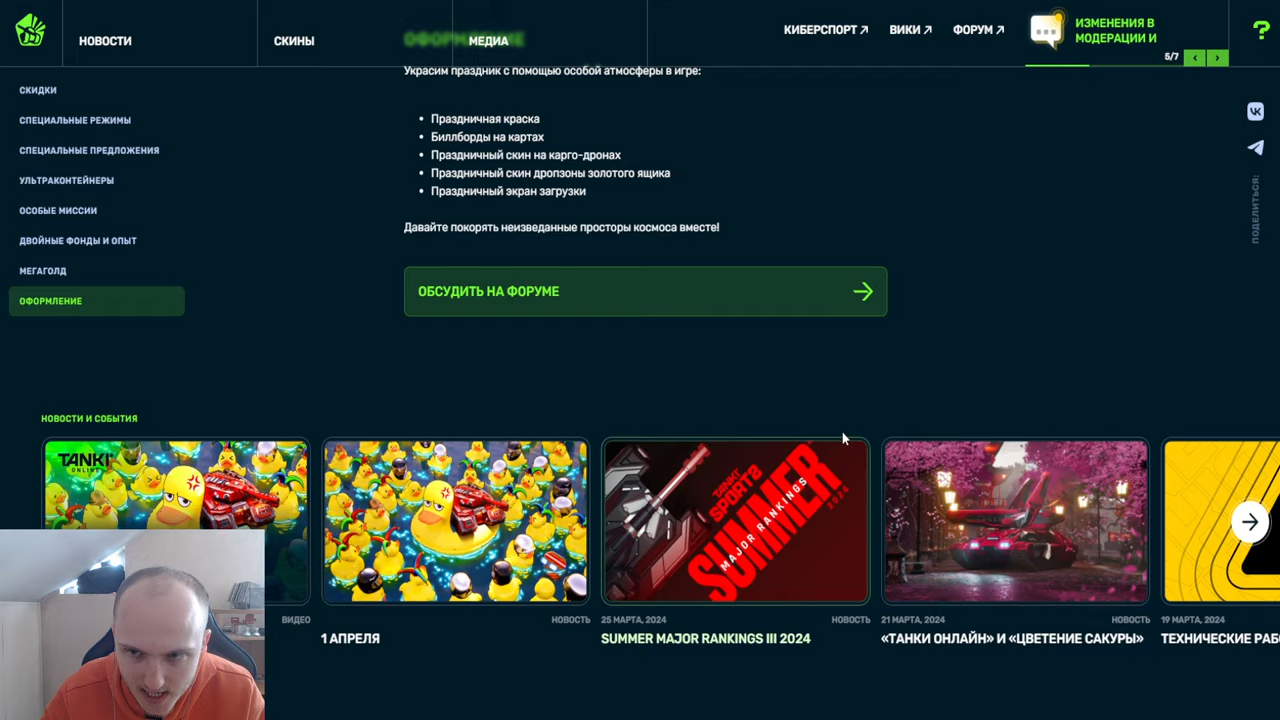 НОВОСТИ
СКИНЫ
ОФОРМЛЕНИЕ
МЕДИА
КИБЕРСПОРТ
ВИКИ
ФОРУМ
ИЗМЕНЕНИЯ В
МОДЕРАЦИИ И
5/7
?
СКИДКИ
СПЕЦИАЛЬНЫЕ РЕЖИМЫ
СПЕЦИАЛЬНЫЕ ПРЕДЛОЖЕНИЯ
УЛЬТРАКОНТЕЙНЕРЫ
ОСОБЫЕ МИССИИ
ДВОЙНЫЕ ФОНДЫ И ОПЫТ
МЕГАГОЛД
ОФОРМЛЕНИЕ
Украсим праздник с помощью особой атмосферы в игре:
• Праздничная краска
• Биллборды на картах
• Праздничный скин на карго-дронах
• Праздничный скин дропзоны золотого ящика
• Праздничный экран загрузки
Давайте покорять неизведанные просторы космоса вместе!
ОБСУДИТЬ НА ФОРУМЕ
ПОДЕЛИТЬСЯ:
НОВОСТИ И СОБЫТИЯ
TANKI
ONLINE
TANKI
SPORTS
SUMMER
MAJOR RANKINGS
2024
ВИДЕО
НОВОСТЬ
1 АПРЕЛЯ
25 МАРТА, 2024
НОВОСТЬ
SUMMER MAJOR RANKINGS III 2024
21 МАРТА, 2024
НОВОСТЬ
«ТАНКИ ОНЛАЙН» И «ЦВЕТЕНИЕ САКУРЫ»
19 МАРТА, 2024
ТЕХНИЧЕСКИЕ РАБ